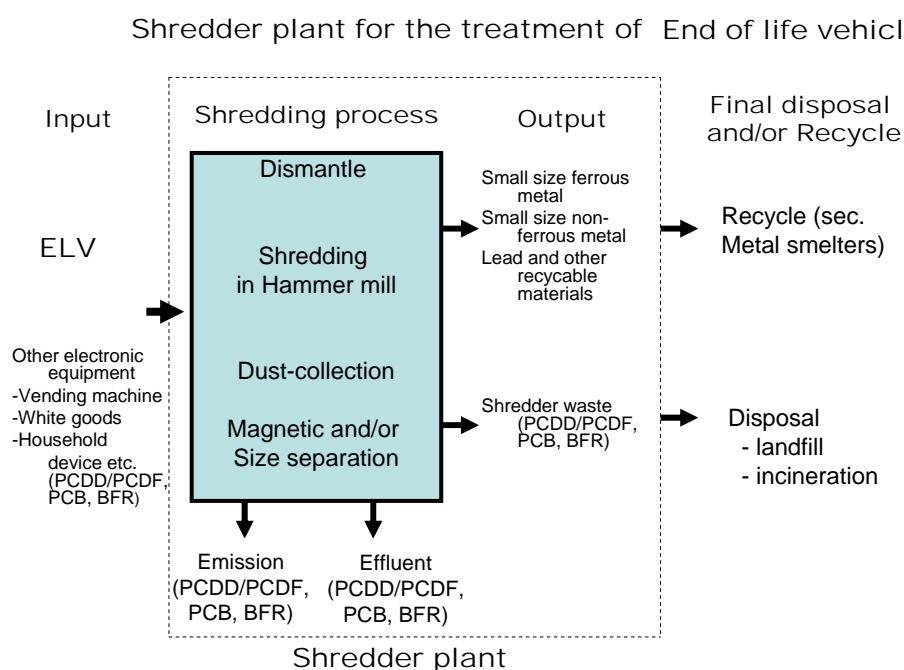 Shredder plant for the treatment of End of life vehicl
Input
Shredding process
Output
Final disposal
and/or Recycle
ELV
Other electronic
equipment
-Vending machine
-White goods
-Household
device etc.
(PCDD/PCDF,
PCB, BFR)
Dismantle
Shredding
in Hammer mill
Dust-collection
Magnetic and/or
Size separation
Small size ferrous
metal
Small size non-
ferrous metal
Lead and other
recycable
materials
Shredder waste
(PCDD/PCDF,
PCB, BFR)
Recycle (sec.
Metal smelters)
Disposal
- landfill
- incineration
Emission
(PCDD/PCDF,
PCB, BFR)
Effluent
(PCDD/PCDF,
PCB, BFR)
Shredder plant